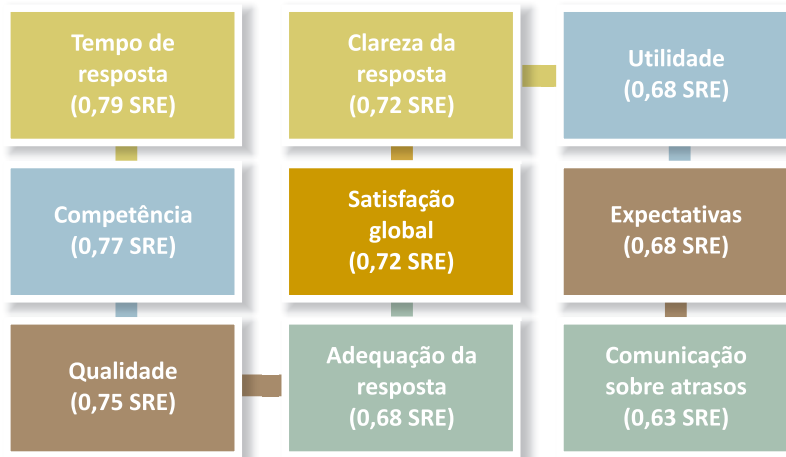 Tempo de
resposta
(0,79 SRE)
Competência
(0,77 SRE)
Qualidade
(0,75 SRE)
Adequação da
resposta
(0,68 SRE)
Satisfação
global
(0,72 SRE)
Clareza da
resposta
(0,72 SRE)
Utilidade
(0,68 SRE)
Expectativas
(0,68 SRE)
Comunicação
sobre atrasos
(0,63 SRE)